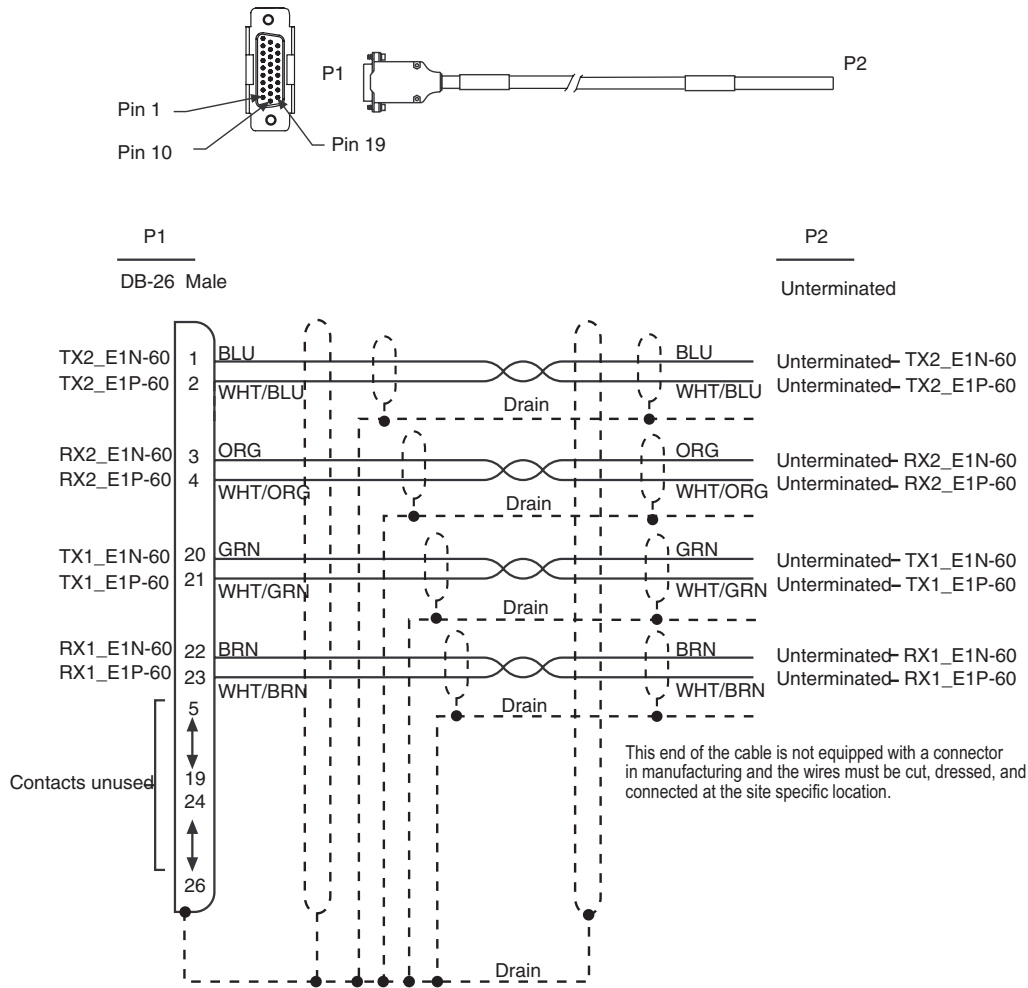 P1
P2
Pin 1
Pin 10
Pin 19
P1
P2
DB-26 Male
Unterminated
TX2_E1N-60 1 BLU BLU Unterminated TX2_E1N-60
TX2_E1P-60 2 WHT/BLU WHT/BLU Unterminated TX2_E1P-60
Drain
RX2_E1N-60 3 ORG ORG Unterminated RX2_E1N-60
RX2_E1P-60 4 WHT/ORG WHT/ORG Unterminated RX2_E1P-60
Drain
TX1_E1N-60 20 GRN GRN Unterminated TX1_E1N-60
TX1_E1P-60 21 WHT/GRN WHT/GRN Unterminated TX1_E1P-60
Drain
RX1_E1N-60 22 BRN BRN Unterminated RX1_E1N-60
RX1_E1P-60 23 WHT/BRN WHT/BRN Unterminated RX1_E1P-60
Drain
5
Contacts unused
19
24
26
This end of the cable is not equipped with a connector
in manufacturing and the wires must be cut, dressed, and
connected at the site specific location.
Drain